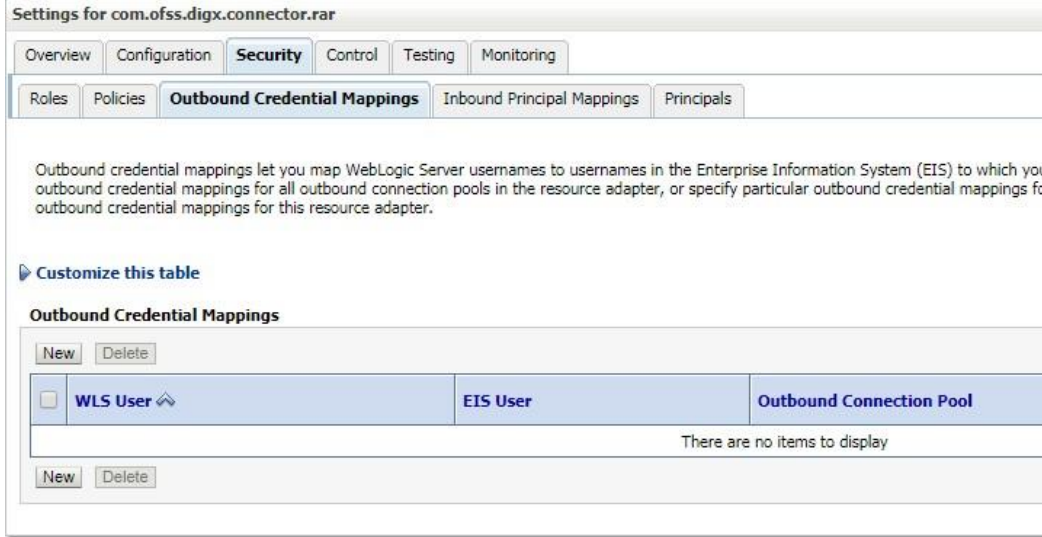 Settings for com.ofss.digx.connector.rar
Overview Configuration Security Control Testing Monitoring
Roles Policies Outbound Credential Mappings Inbound Principal Mappings Principals
Outbound credential mappings let you map WebLogic Server usernames to usernames in the Enterprise Information System (EIS) to which you
outbound credential mappings for all outbound connection pools in the resource adapter, or specify particular outbound credential mappings
outbound credential mappings for this resource adapter.
Customize this table
Outbound Credential Mappings
New Delete
WLS User EIS User Outbound Connection Pool
There are no items to display
New Delete